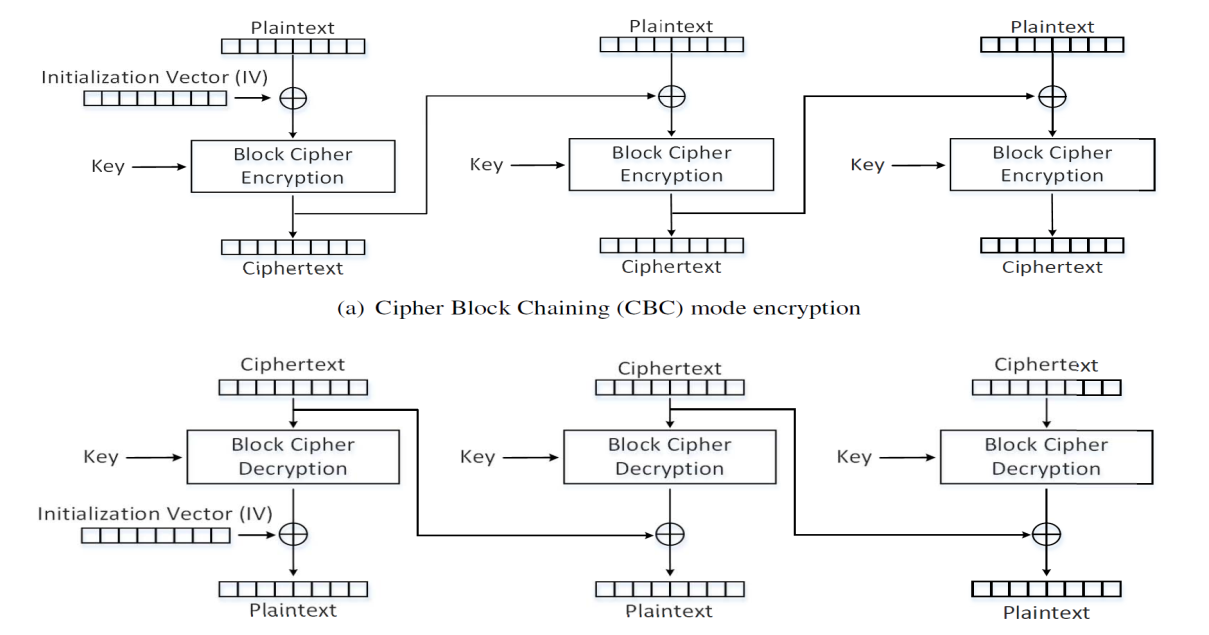 Plaintext
Plaintext
Plaintext
Initialization Vector (IV)
Key
Block Cipher
Encryption
Key
Block Cipher
Encryption
Key
Block Cipher
Encryption
Ciphertext
Ciphertext
Ciphertext
(a) Cipher Block Chaining (CBC) mode encryption
Ciphertext
Ciphertext
Ciphertext
Key
Block Cipher
Decryption
Key
Block Cipher
Decryption
Key
Block Cipher
Decryption
Initialization Vector (IV)
Plaintext
Plaintext
Plaintext